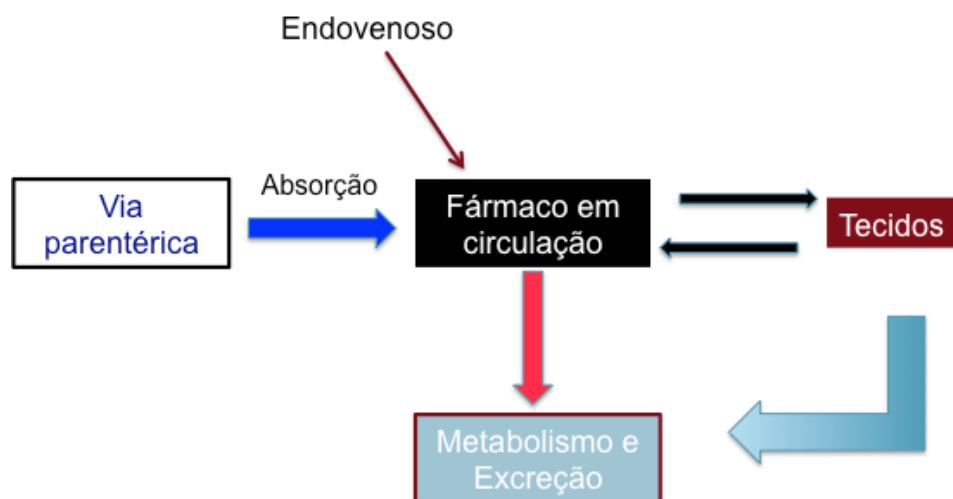 Endovenoso
Via
parentérica
Absorção
Fármaco em
circulação
Tecidos
Metabolismo e
Excreção